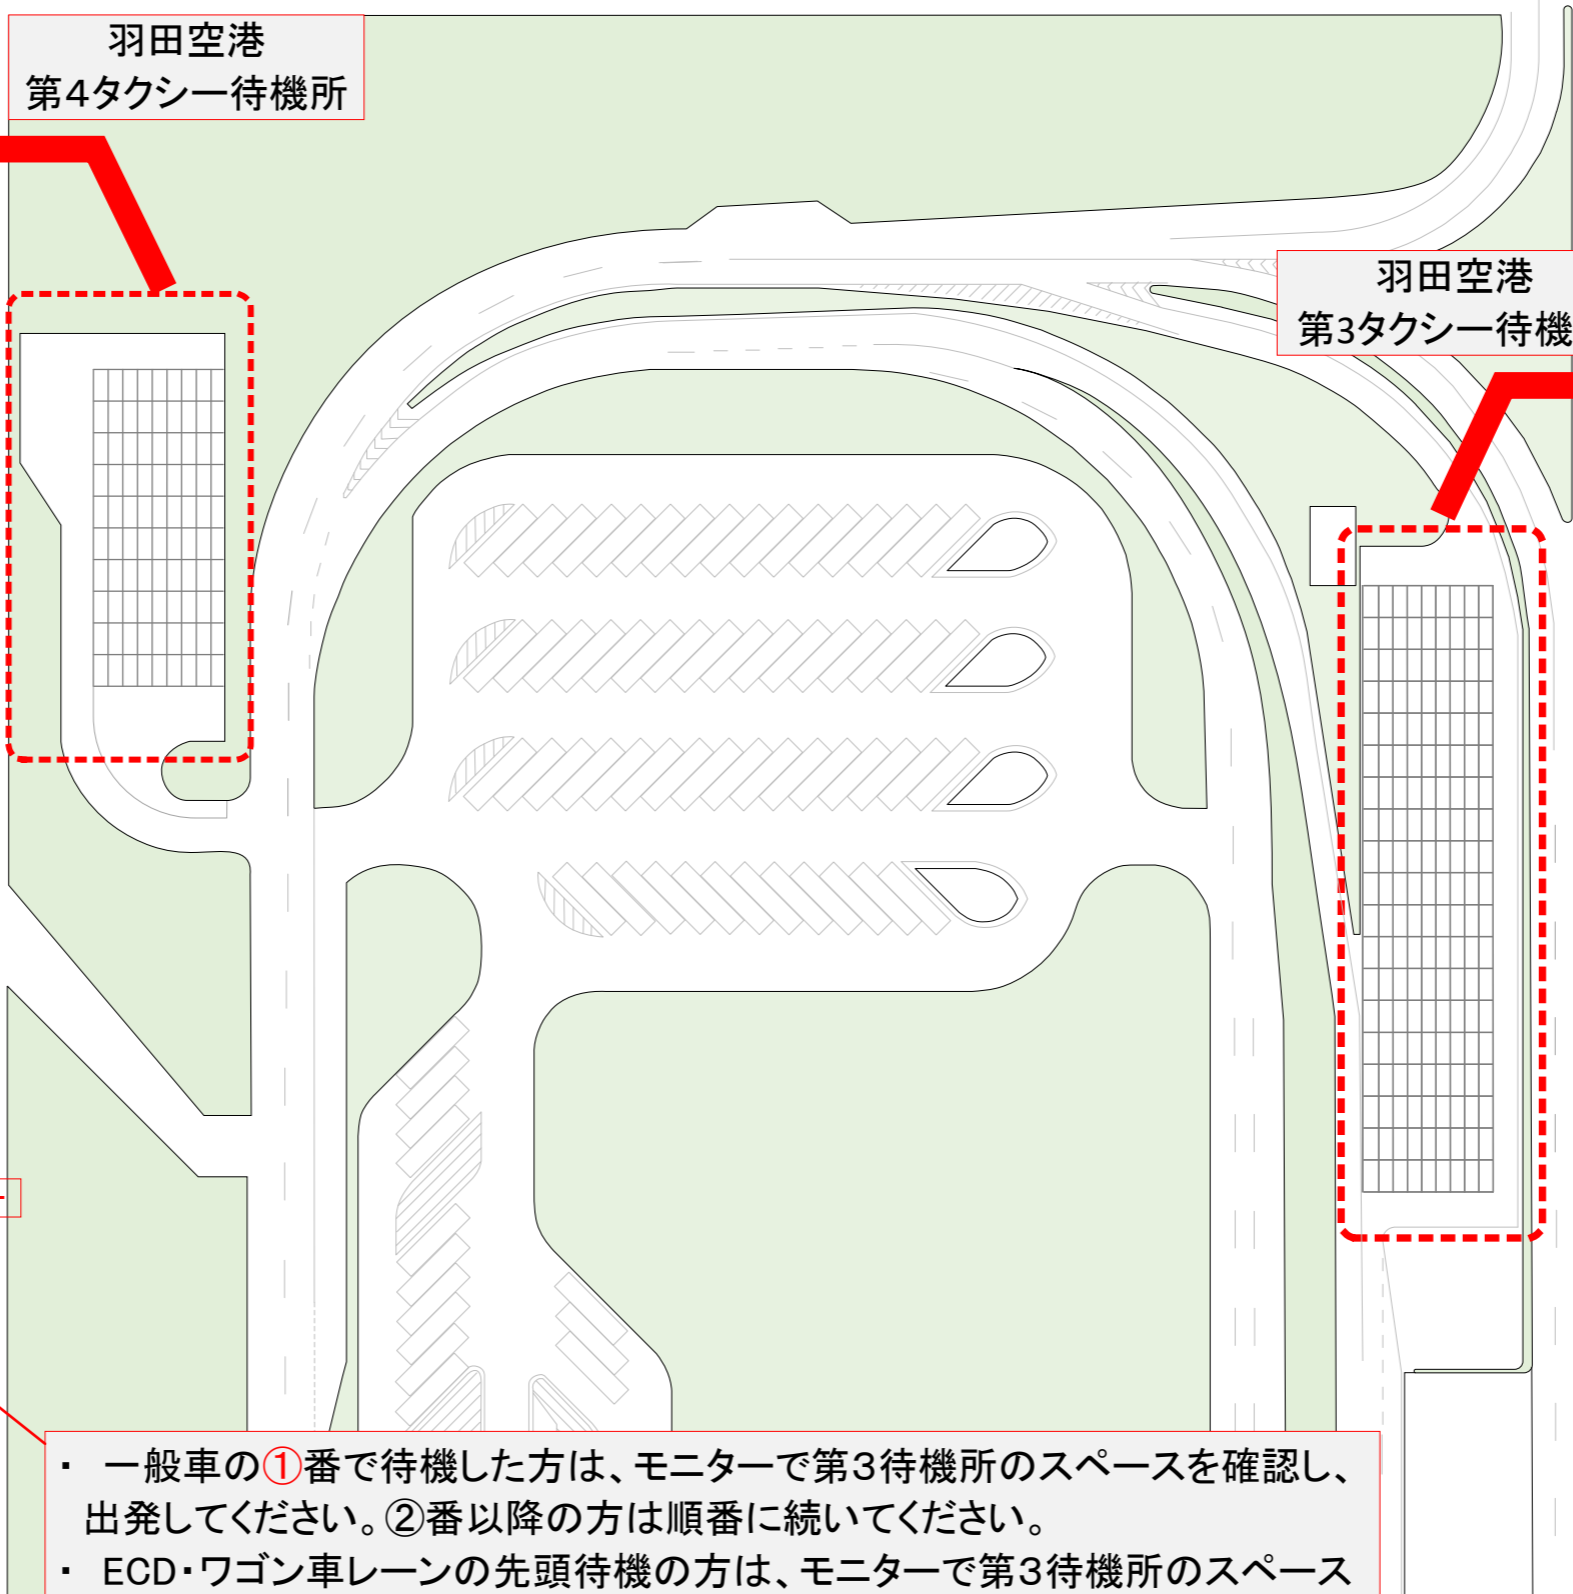 羽田空港
第4タクシー待機所
羽田空港
第3タクシー待機
・ 一般車の①番で待機した方は、モニターで第3待機所のスペースを確認し、
出発してください。②番以降の方は順番に続いてください。
・ ECD・ワゴン車レーンの先頭待機の方は、モニターで第3待機所のスペース